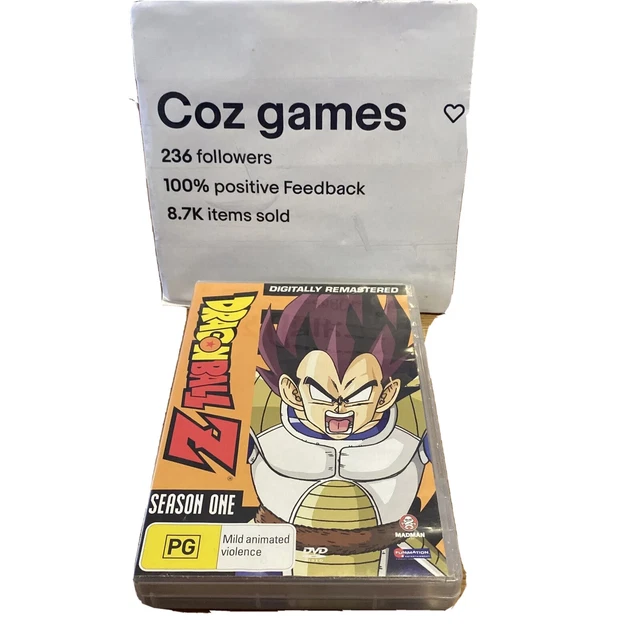 Coz games
236 followers
100% positive Feedback
8.7K items sold
DIGITALLY REMASTERED
DRAGON BALL Z
SEASON ONE
PG
Mild animated
violence
DVD
MADMAN
FUNIMATION